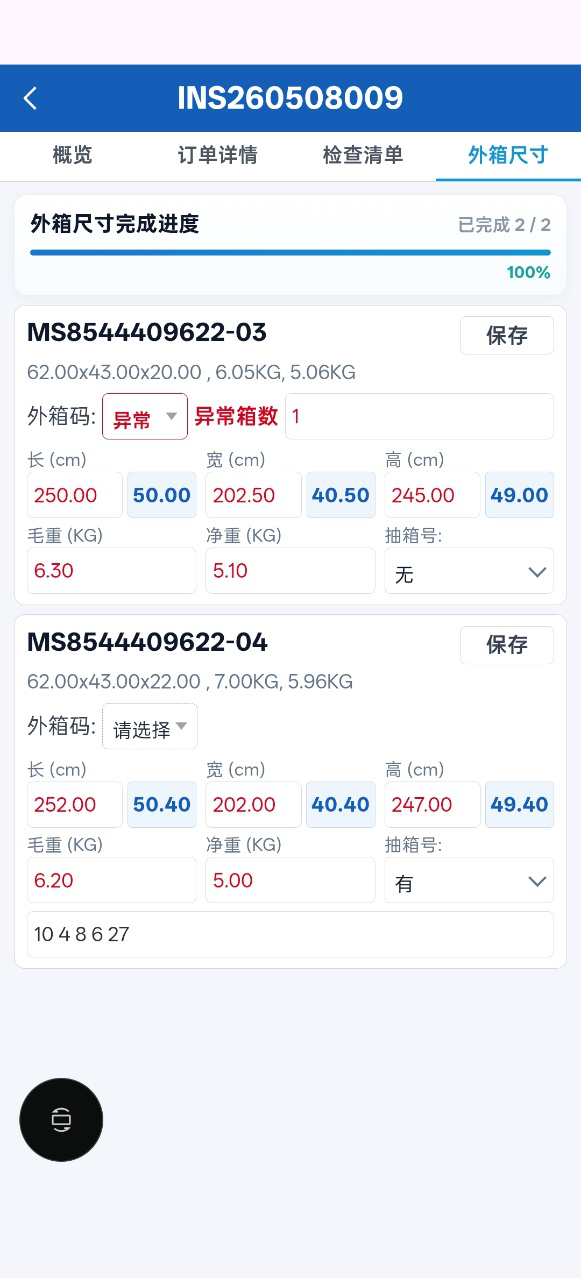 INS260508009
概览 订单详情 检查清单 外箱尺寸
外箱尺寸完成进度 已完成 2 / 2
100%
MS8544409622-03 保存
62.00x43.00x20.00 , 6.05KG, 5.06KG
外箱码: 异常 异常箱数 1
长 (cm) 宽 (cm) 高 (cm)
250.00 50.00 202.50 40.50 245.00 49.00
毛重 (KG) 净重 (KG) 抽箱号:
6.30 5.10 无
MS8544409622-04 保存
62.00x43.00x22.00 , 7.00KG, 5.96KG
外箱码: 请选择
长 (cm) 宽 (cm) 高 (cm)
252.00 50.40 202.00 40.40 247.00 49.40
毛重 (KG) 净重 (KG) 抽箱号:
6.20 5.00 有
10 4 8 6 27